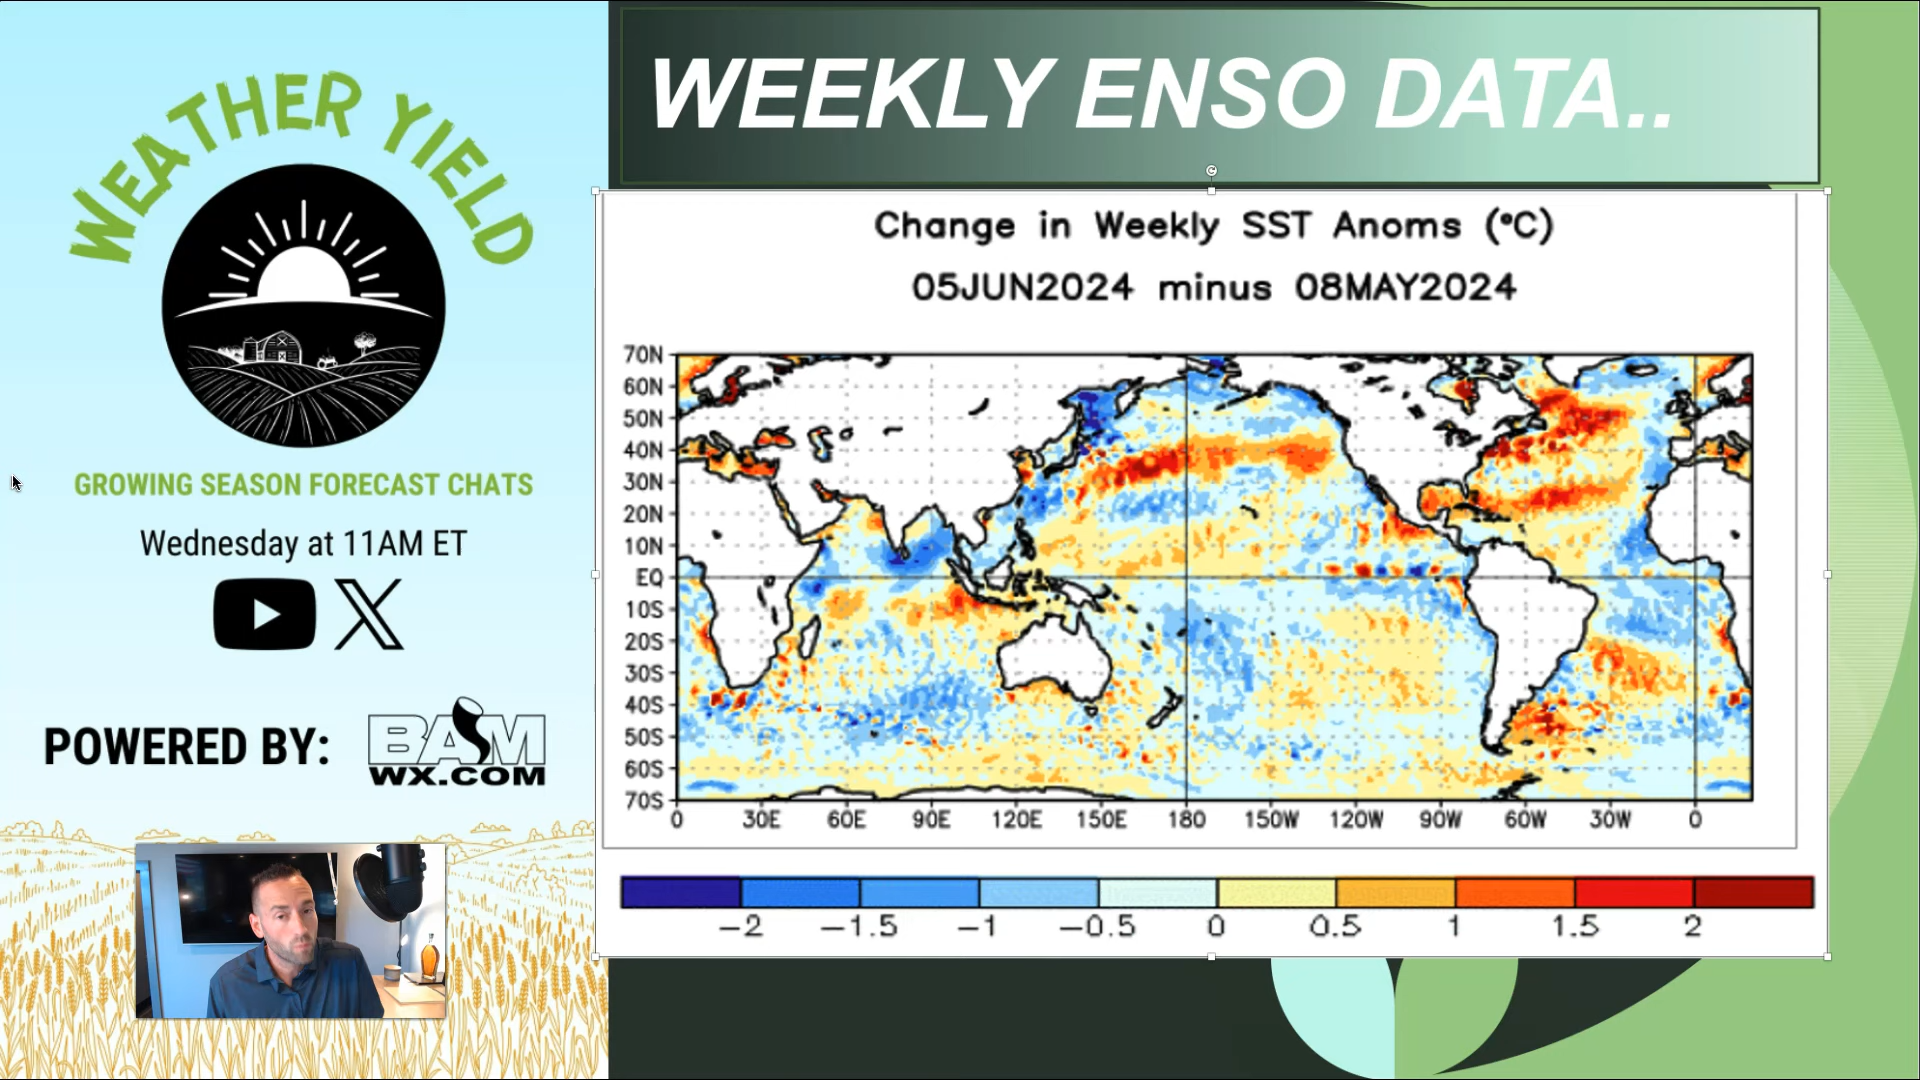 WEATHER YIELD
GROWING SEASON FORECAST CHATS
Wednesday at 11AM ET
POWERED BY:
BAM
WX.COM
WEEKLY ENSO DATA..
Change in Weekly SST Anoms (°C)
05JUN2024 minus 08MAY2024
70N
60N
50N
40N
30N
20N
10N
EQ
10S
20S
30S
40S
50S
60S
70S
0 30E 60E 90E 120E 150E 180 150W 120W 90W 60W 30W 0
−2 −1.5 −1 −0.5 0 0.5 1 1.5 2